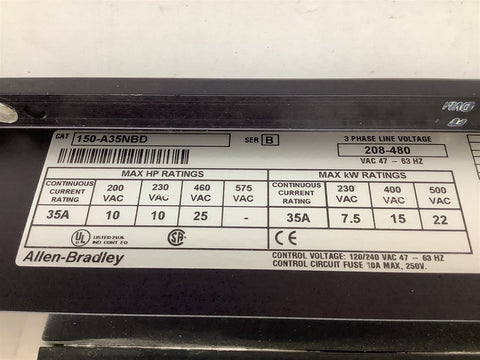 CAT 150-A35NBD SER B 3 PHASE LINE VOLTAGE
208-480
VAC 47 - 63 HZ
MAX HP RATINGS MAX kW RATINGS
CONTINUOUS CURRENT RATING 200 VAC 230 VAC 460 VAC 575 VAC CONTINUOUS CURRENT RATING 230 VAC 400 VAC 500 VAC
35A 10 10 25 - 35A 7.5 15 22
UL LISTED
IND. CONT. EQ. SA CE
Allen-Bradley
CONTROL VOLTAGE: 120/240 VAC 47 - 63 HZ
CONTROL CIRCUIT FUSE 10A MAX, 250V.